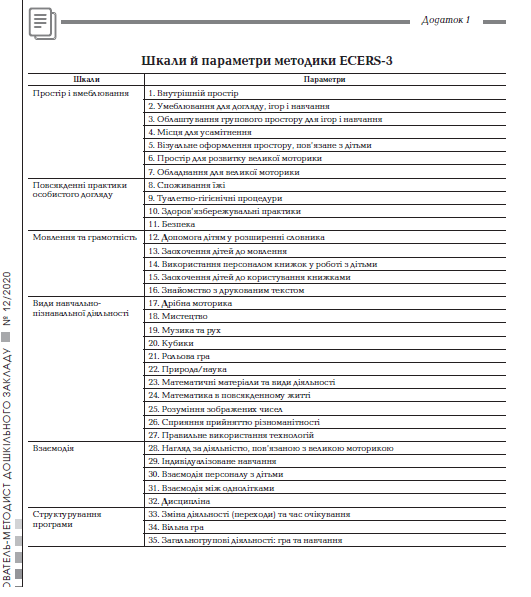 Додаток 1
Шкали й параметри методики ECERS-3
Шкали Параметри
Простір і вмеблювання 1. Внутрішній простір
2. Умеблювання для догляду, ігор і навчання
3. Облаштування групового простору для ігор і навчання
4. Місця для усамітнення
5. Візуальне оформлення простору, пов'язане з дітьми
6. Простір для розвитку великої моторики
7. Обладнання для великої моторики
Повсякденні практики 8. Споживання їжі
особистого догляду 9. Туалетно-гігієнічні процедури
10. Здоров'язбережувальні практики
11. Безпека
Мовлення та грамотність 12. Допомога дітям у розширенні словника
13. Заохочення дітей до мовлення
14. Використання персоналом книжок у роботі з дітьми
15. Заохочення дітей до користування книжками
16. Знайомство з друкованим текстом
Види навчально- 17. Дрібна моторика
пізнавальної діяльності 18. Мистецтво
19. Музика та рух
20. Кубики
21. Рольова гра
22. Природа/наука
23. Математичні матеріали та види діяльності
24. Математика в повсякденному житті
25. Розуміння зображених чисел
26. Сприяння прийняттю різноманітності
27. Правильне використання технологій
Взаємодія 28. Нагляд за діяльністю, пов'язаною з великою моторикою
29. Індивідуалізоване навчання
30. Взаємодія персоналу з дітьми
31. Взаємодія між однолітками
32. Дисципліна
Структурування 33. Зміна діяльності (переходи) та час очікування
програми 34. Вільна гра
35. Загальногрупові діяльності: гра та навчання
ОВАТЕЛЬ-МЕТОДИСТ ДОШКІЛЬНОГО ЗАКЛАДУ № 12/2020